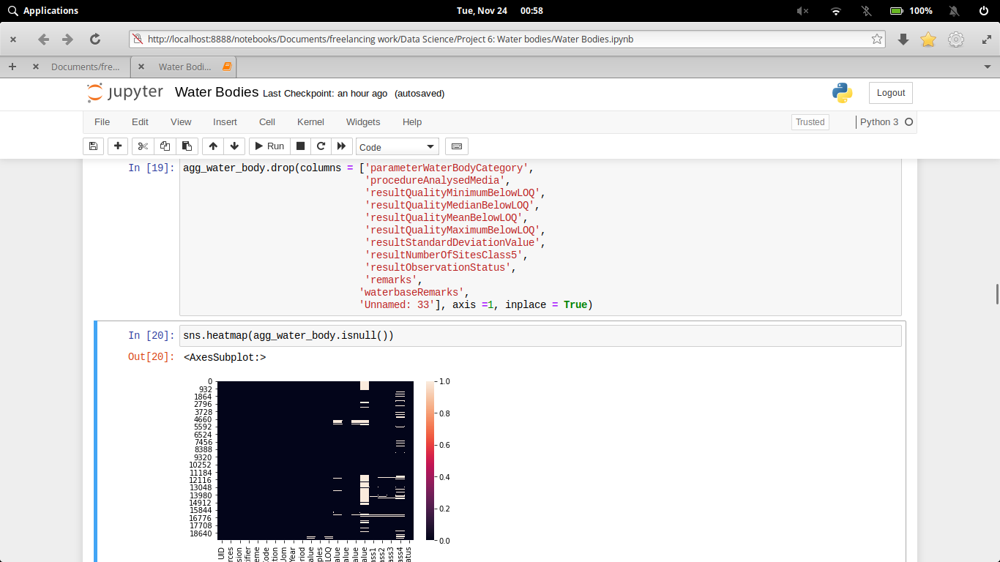 Applications
Tue, Nov 24 00:58
100%
http://localhost:8888/notebooks/Documents/freelancing work/Data Science/Project 6: Water bodies/Water Bodies.ipynb
Documents/fre...
Water Bodi...
jupyter Water Bodies Last Checkpoint: an hour ago (autosaved)
Logout
File Edit View Insert Cell Kernel Widgets Help
Trusted
Python 3
Run
Code
In [19]: agg_water_body.drop(columns = ['parameterWaterBodyCategory',
'procedureAnalysedMedia',
'resultQualityMinimumBelowLOQ',
'resultQualityMedianBelowLOQ',
'resultQualityMeanBelowLOQ',
'resultQualityMaximumBelowLOQ',
'resultStandardDeviationValue',
'resultNumberOfSitesClass5',
'resultObservationStatus',
'remarks',
'waterbaseRemarks',
'Unnamed: 33'], axis =1, inplace = True)
In [20]: sns.heatmap(agg_water_body.isnull())
Out[20]: <AxesSubplot:>
0
932
1864
2796
3728
4660
5592
6524
7456
8388
9320
10252
11184
12116
13048
13980
14912
15844
16776
17708
18640
1.0
0.8
0.6
0.4
0.2
0.0
UID
rces
sion
ifier
eme
Code
ction
Uom
Year
eriod
alue
ples
LOQ
alue
alue
alue
alue
ass1
ass2
ass3
ass4
tatus